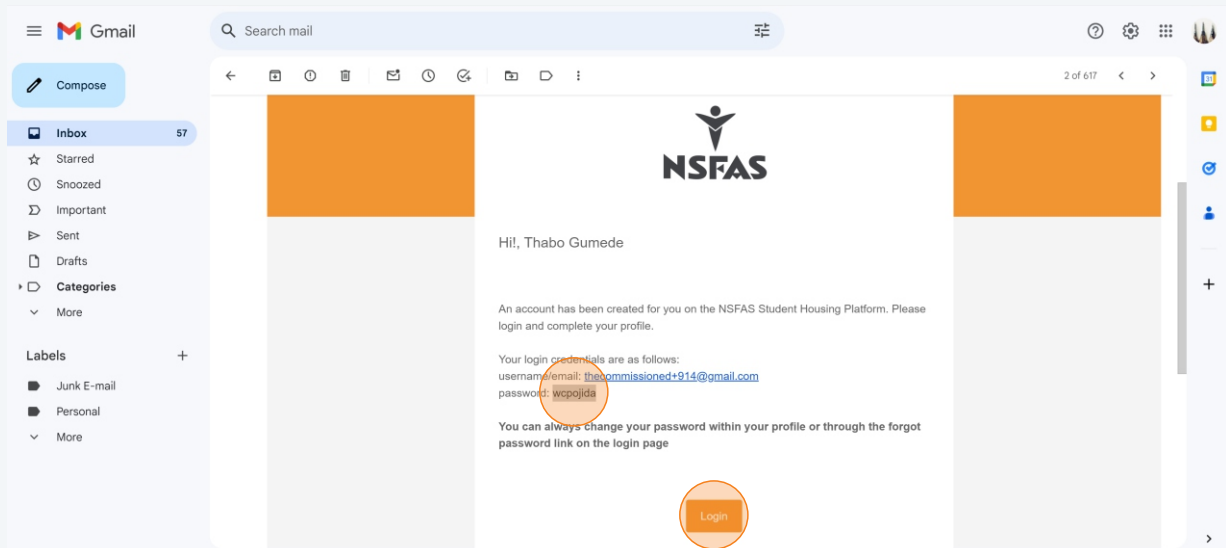 Gmail
Search mail
Compose
2 of 617
31
Inbox 57
Starred
Snoozed
Important
Sent
Drafts
Categories
More
Labels
Junk E-mail
Personal
More
NSFAS
Hi!, Thabo Gumede
An account has been created for you on the NSFAS Student Housing Platform. Please
login and complete your profile.
Your login credentials are as follows:
username/email: thecommissioned+914@gmail.com
password: wcpojida
You can always change your password within your profile or through the forgot
password link on the login page
Login